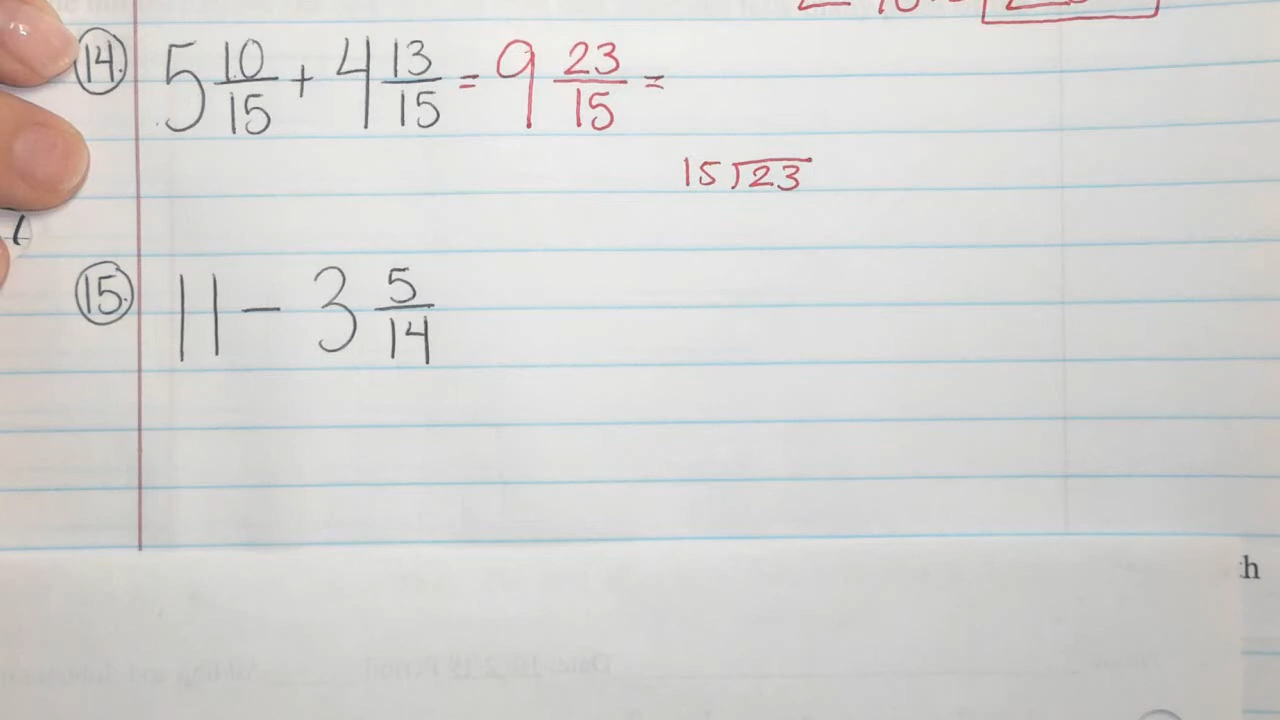 14 5 10/15 + 4 13/15 = 9 23/15 =
15 23
15. 11 - 3 5/14
h